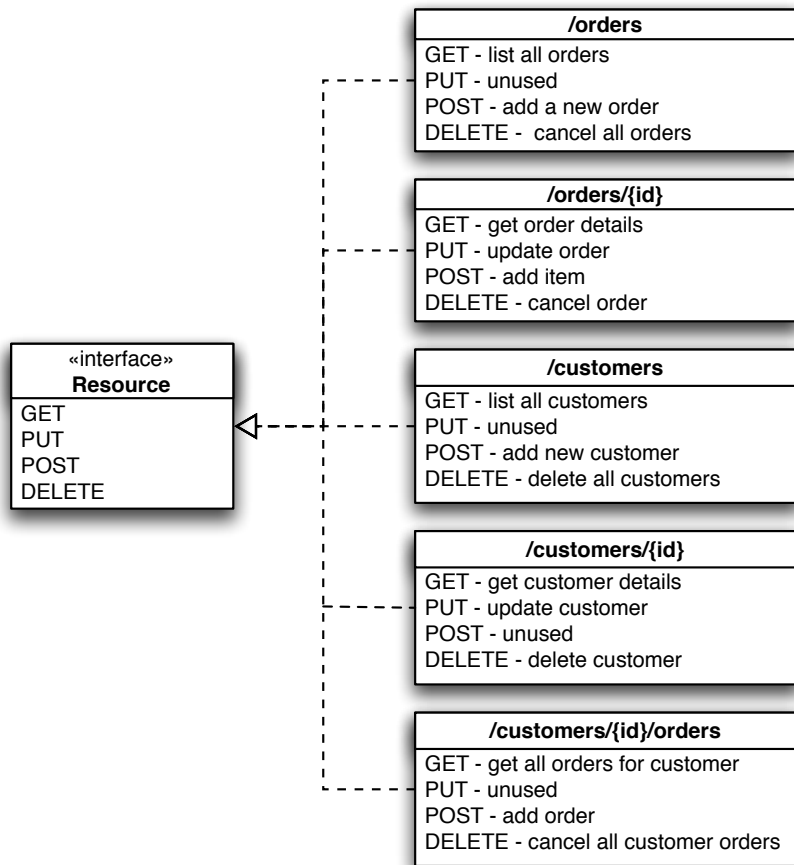 /orders
GET - list all orders
PUT - unused
POST - add a new order
DELETE -  cancel all orders
/orders/{id}
GET - get order details
PUT - update order
POST - add item
DELETE - cancel order
«interface»
Resource
GET
PUT
POST
DELETE
/customers
GET - list all customers
PUT - unused
POST - add new customer
DELETE - delete all customers
/customers/{id}
GET - get customer details
PUT - update customer
POST - unused
DELETE - delete customer
/customers/{id}/orders
GET - get all orders for customer
PUT - unused
POST - add order
DELETE - cancel all customer orders